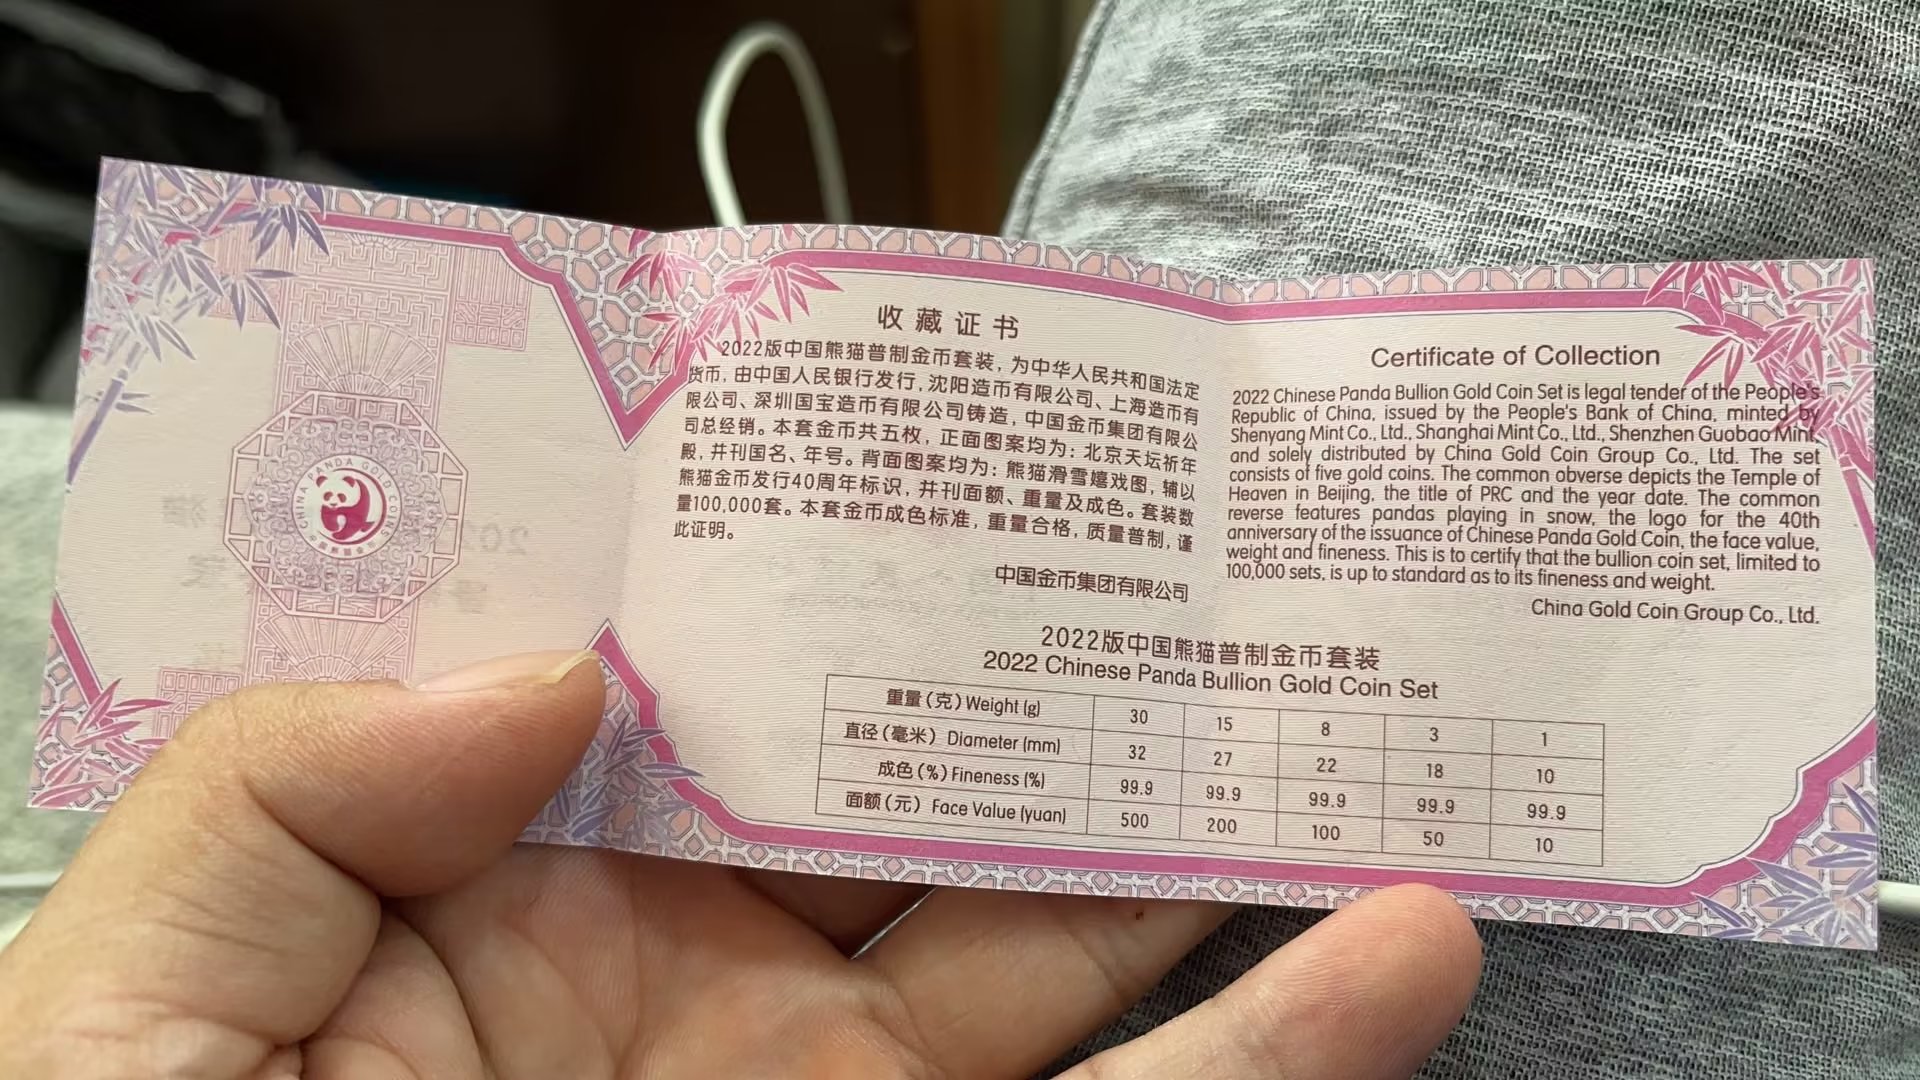 CHINA PANDA GOLD COINS
中国熊猫金币
收藏证书
2022版中国熊猫普制金币套装，为中华人民共和国法定
货币，由中国人民银行发行，沈阳造币有限公司、上海造币有
限公司、深圳国宝造币有限公司铸造，中国金币集团有限公
司总经销。本套金币共五枚，正面图案均为：北京天坛祈年
殿，并刊国名、年号。背面图案均为：熊猫滑雪嬉戏图，辅以
熊猫金币发行40周年标识，并刊面额、重量及成色。套装数
量100,000套。本套金币成色标准，重量合格，质量普制，谨
此证明。
中国金币集团有限公司
Certificate of Collection
2022 Chinese Panda Bullion Gold Coin Set is legal tender of the People's
Republic of China, issued by the People's Bank of China, minted by
Shenyang Mint Co., Ltd., Shanghai Mint Co., Ltd., Shenzhen Guobao Mint,
and solely distributed by China Gold Coin Group Co., Ltd. The set
consists of five gold coins. The common obverse depicts the Temple of
Heaven in Beijing, the title of PRC and the year date. The common
reverse features pandas playing in snow, the logo for the 40th
anniversary of the issuance of Chinese Panda Gold Coin, the face value,
weight and fineness. This is to certify that the bullion coin set, limited to
100,000 sets, is up to standard as to its fineness and weight.
China Gold Coin Group Co., Ltd.
2022版中国熊猫普制金币套装
2022 Chinese Panda Bullion Gold Coin Set
重量(克) Weight (g) 30 15 8 3 1
直径(毫米) Diameter (mm) 32 27 22 18 10
成色(%) Fineness (%) 99.9 99.9 99.9 99.9 99.9
面额(元) Face Value (yuan) 500 200 100 50 10